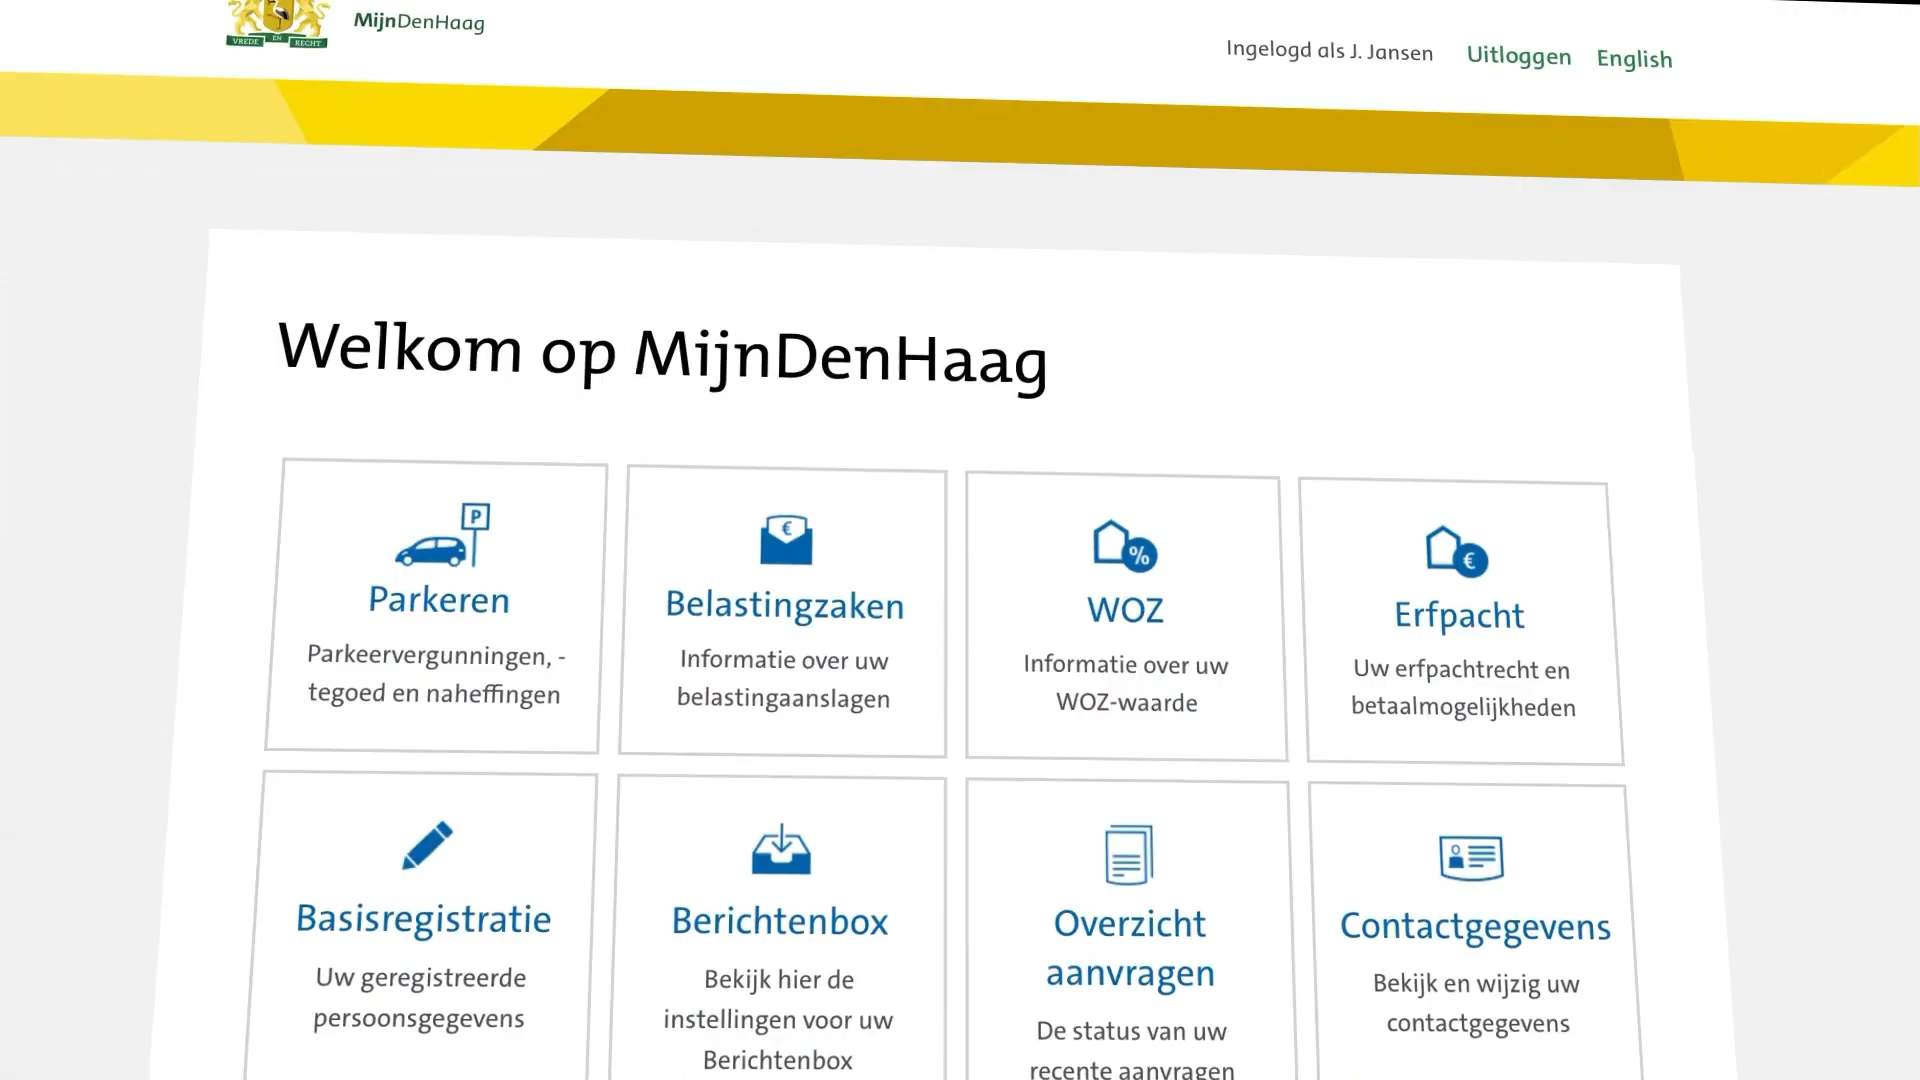 VREDE EN RECHT
MijnDenHaag
Ingelogd als J. Jansen Uitloggen English
Welkom op MijnDenHaag
P
Parkeren
Parkeervergunningen, -
tegoed en naheffingen
€
Belastingzaken
Informatie over uw
belastingaanslagen
%
WOZ
Informatie over uw
WOZ-waarde
€
Erfpacht
Uw erfpachtrecht en
betaalmogelijkheden
Basisregistratie
Uw geregistreerde
persoonsgegevens
Berichtenbox
Bekijk hier de
instellingen voor uw
Berichtenbox
Overzicht
aanvragen
De status van uw
recente aanvragen
Contactgegevens
Bekijk en wijzig uw
contactgegevens